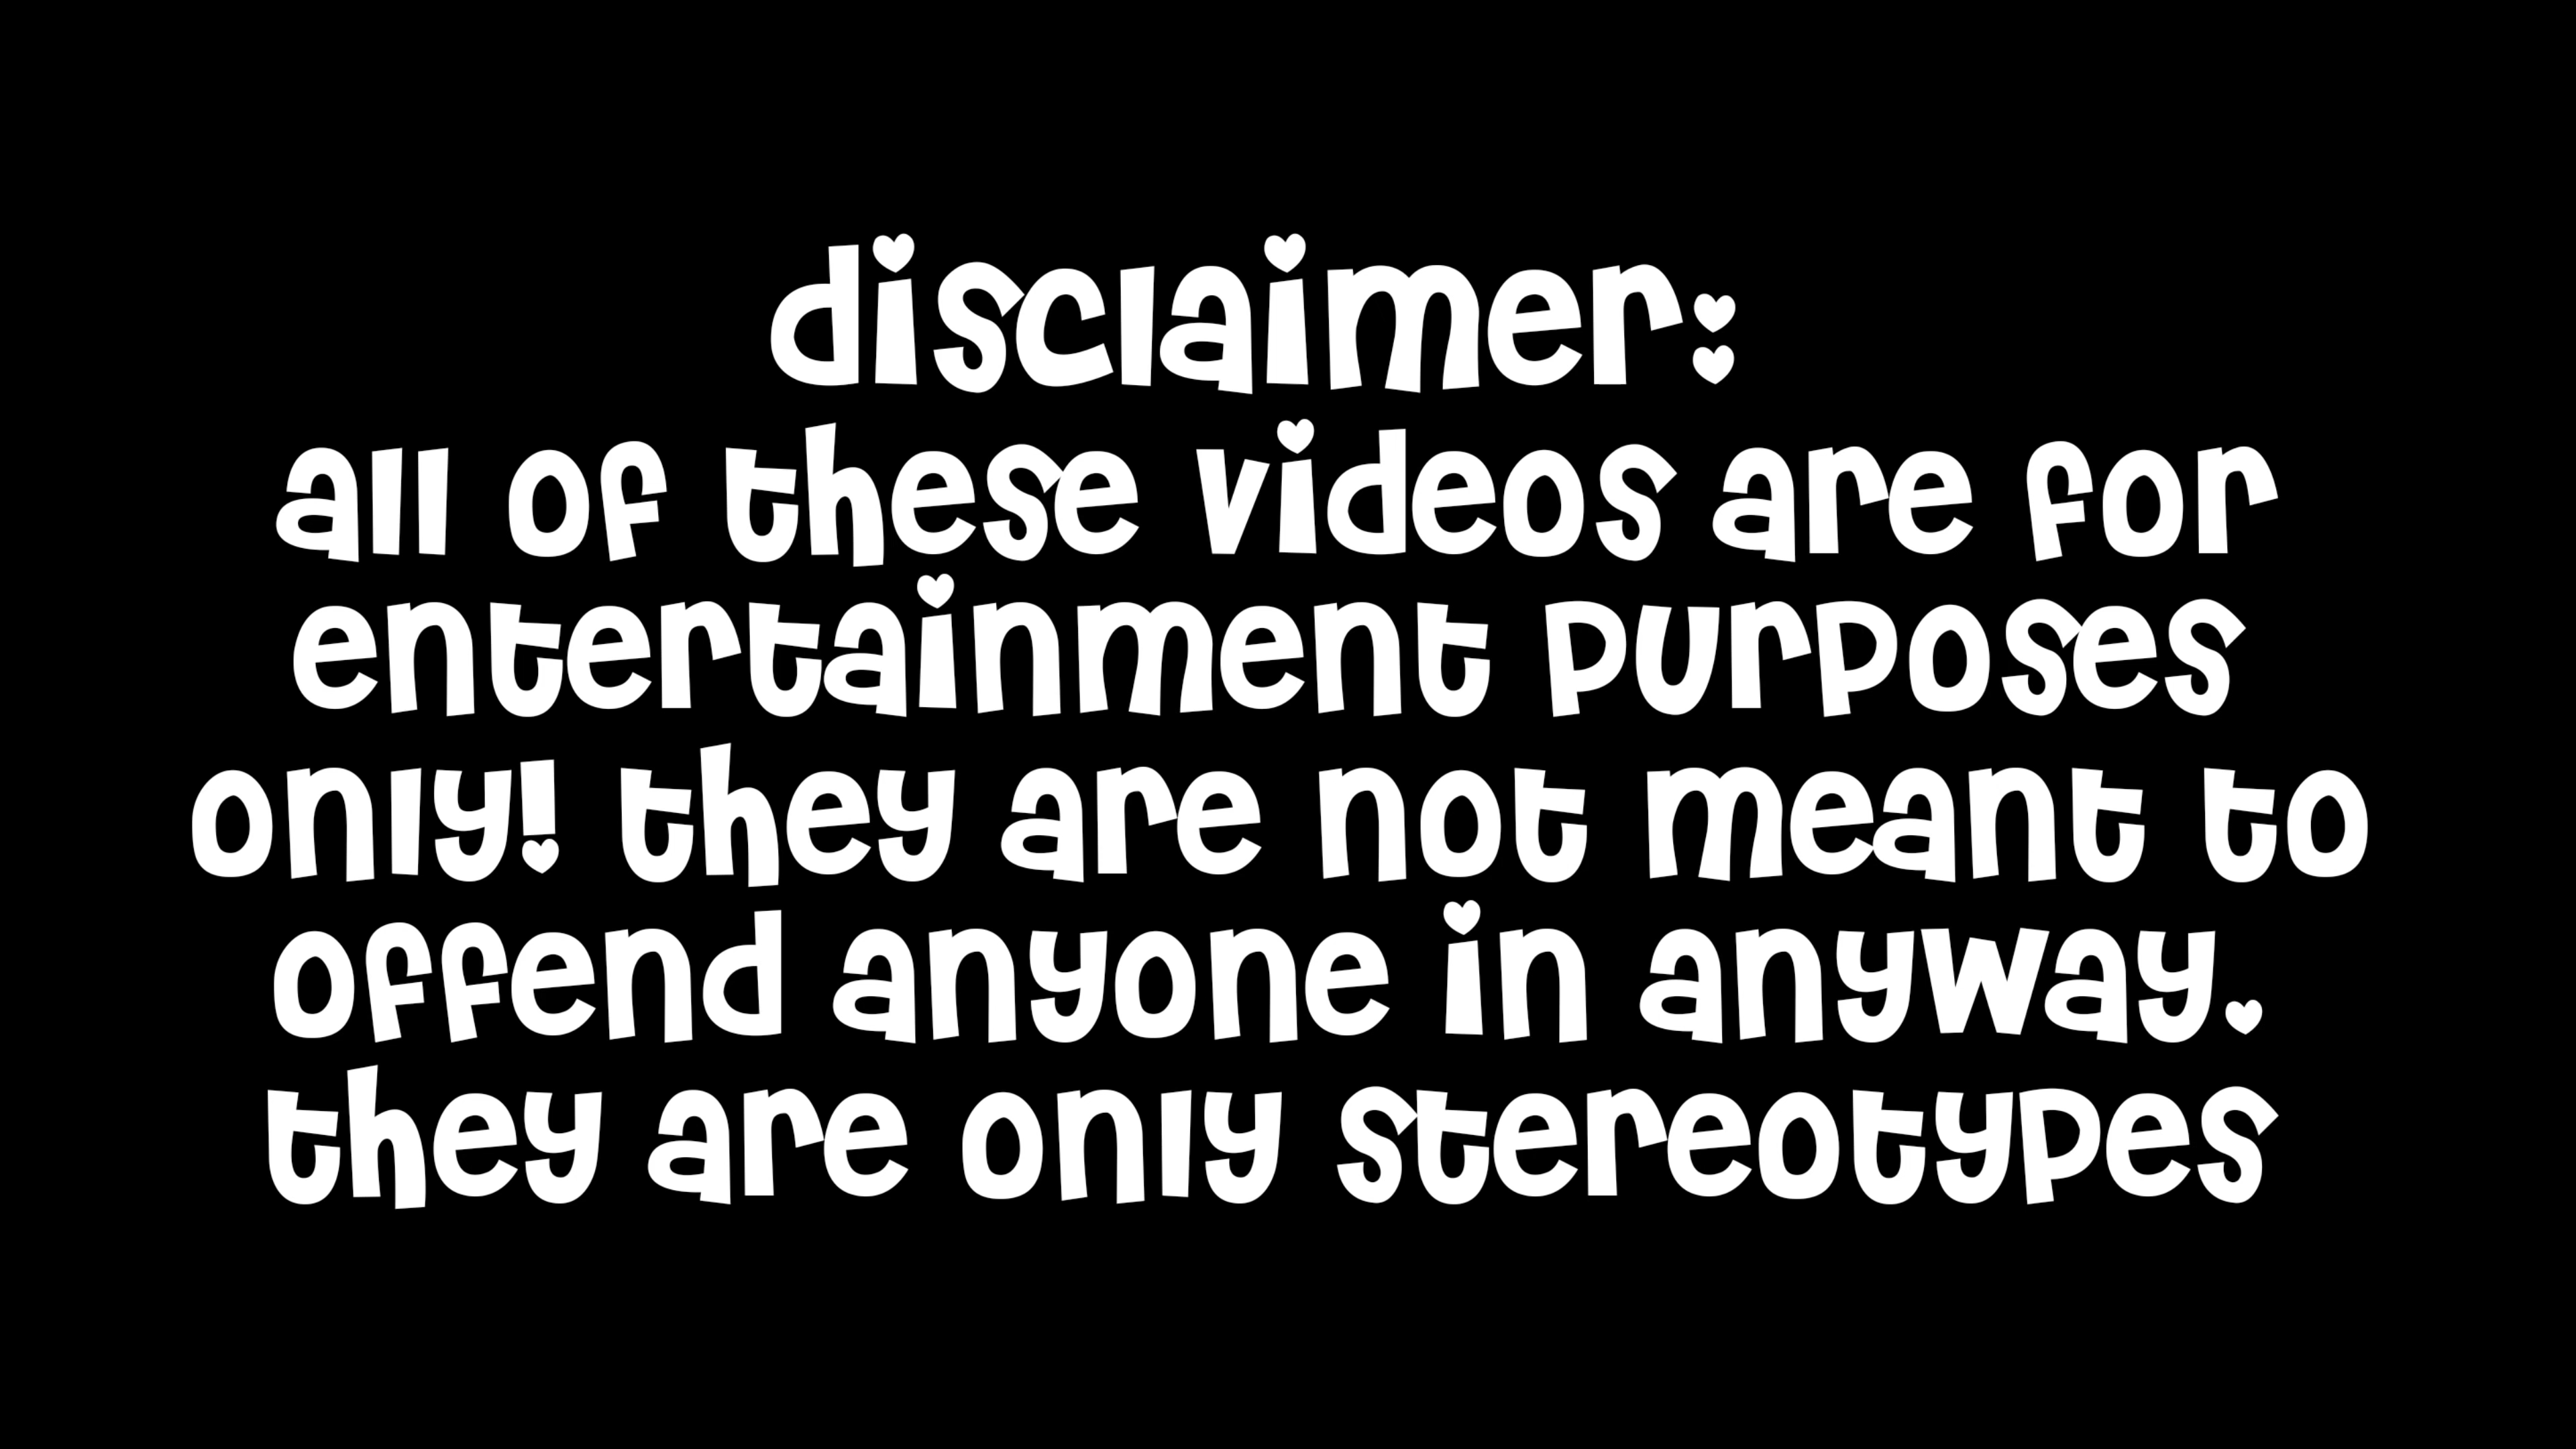 disclaimer:
all of these videos are for
entertainment purposes
only! they are not meant to
offend anyone in anyway.
they are only stereotypes